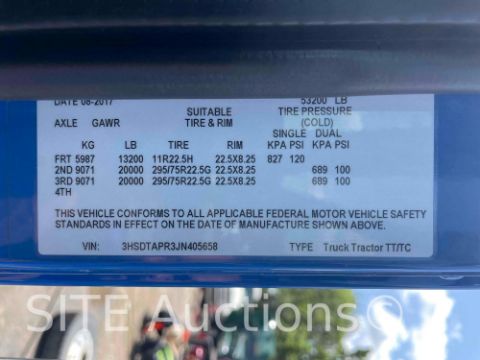 DATE 08-2017 53200 LB
SUITABLE TIRE PRESSURE
AXLE GAWR TIRE & RIM (COLD)
SINGLE DUAL
KG LB TIRE RIM KPA PSI KPA PSI
FRT 5987 13200 11R22.5H 22.5X8.25 827 120
2ND 9071 20000 295/75R22.5G 22.5X8.25 689 100
3RD 9071 20000 295/75R22.5G 22.5X8.25 689 100
4TH
THIS VEHICLE CONFORMS TO ALL APPLICABLE FEDERAL MOTOR VEHICLE SAFETY
STANDARDS IN EFFECT ON THE DATE OF MANUFACTURE SHOWN ABOVE.
VIN: 3HSDTAPR3JN405658 TYPE Truck Tractor TT/TC
SITE Auctions©